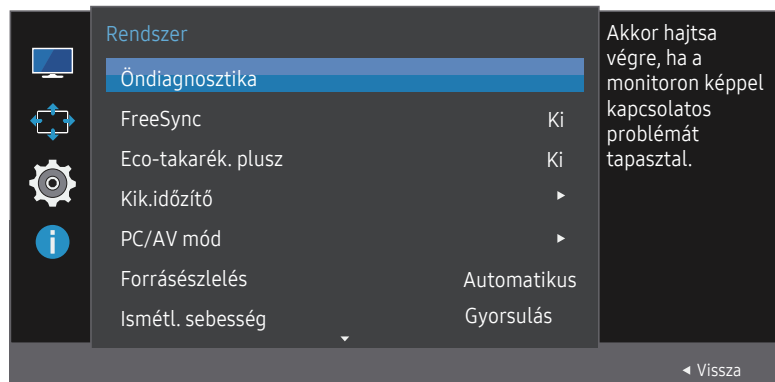 Rendszer
Öndiagnosztika
FreeSync Ki
Eco-takarék. plusz Ki
Kik.időzítő ►
PC/AV mód ►
Forrásészlelés Automatikus
Ismétl. sebesség Gyorsulás
Akkor hajtsa
végre, ha a
monitoron képpel
kapcsolatos
problémát
tapasztal.
◄ Vissza